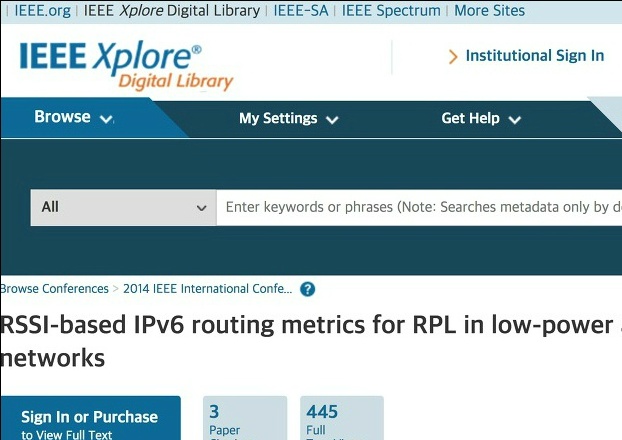 IEEE.org | IEEE Xplore Digital Library | IEEE-SA | IEEE Spectrum | More Sites
IEEE Xplore®
Digital Library
Institutional Sign In
Browse
My Settings
Get Help
All
Enter keywords or phrases (Note: Searches metadata only by
Browse Conferences > 2014 IEEE International Confe... ?
RSSI-based IPv6 routing metrics for RPL in low-power
networks
Sign In or Purchase
to View Full Text
3
Paper
445
Full